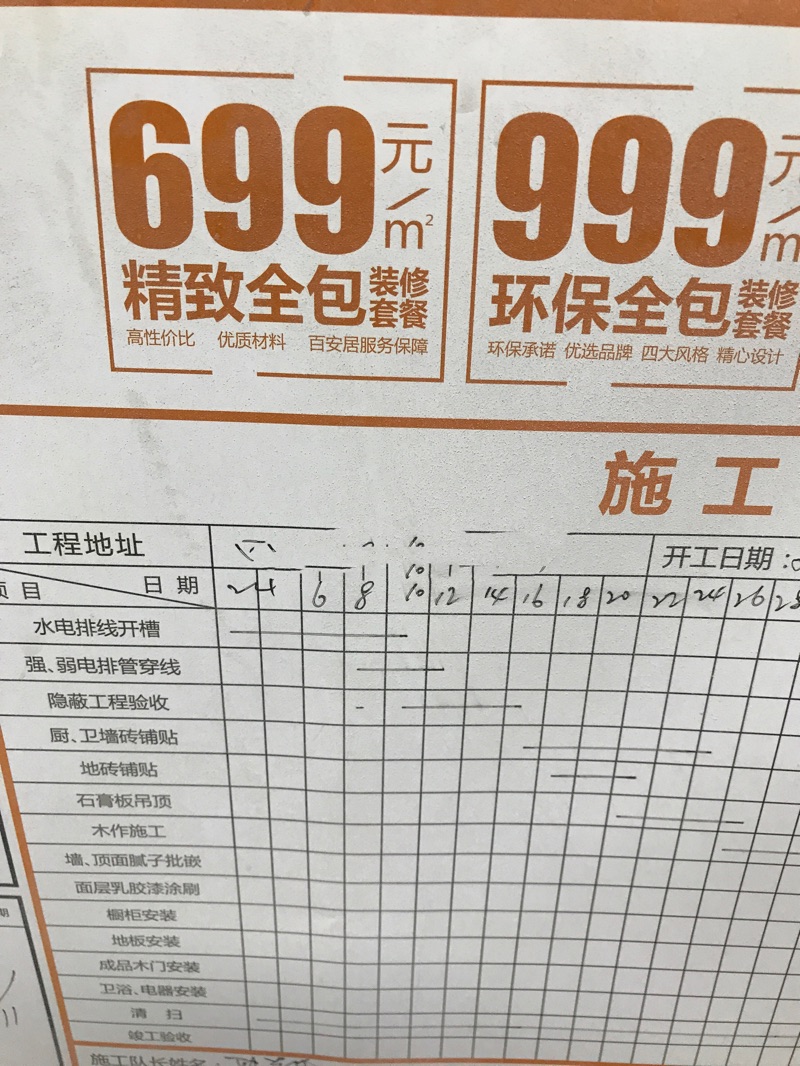 699元/m²
精致全包装修套餐
高性价比 优质材料 百安居服务保障
999元/m
环保全包装修套餐
环保承诺 优选品牌 四大风格 精心设计
施工
工程地址
开工日期:
项目 日期 24 6 8 10 12 14 16 18 20 22 24 26 28
水电排线开槽
强、弱电排管穿线
隐蔽工程验收
厨、卫墙砖铺贴
地砖铺贴
石膏板吊顶
木作施工
墙、顶面腻子批嵌
面层乳胶漆涂刷
橱柜安装
地板安装
成品木门安装
卫浴、电器安装
清扫
竣工验收
施工队长姓名: